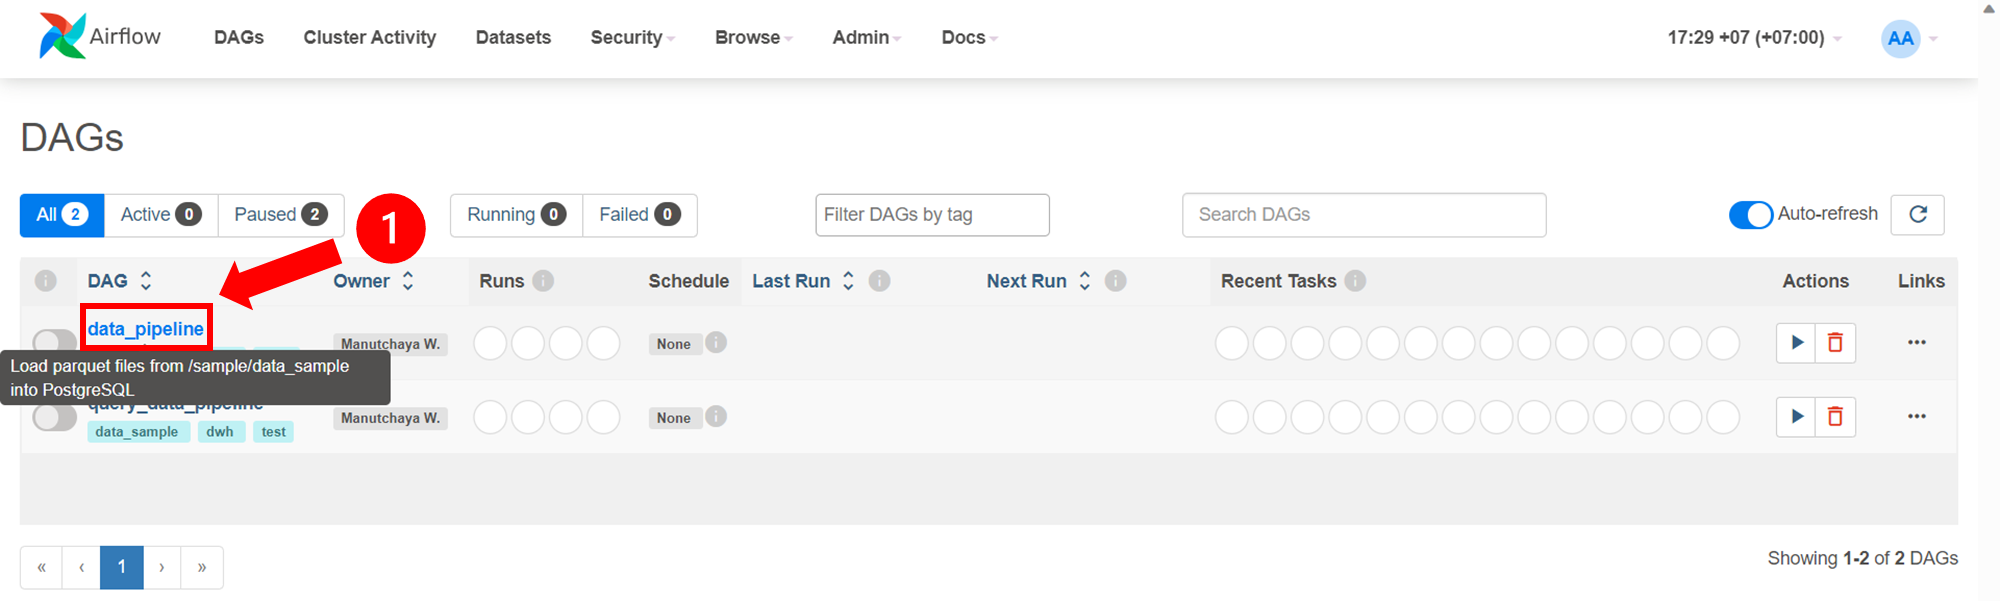 Airflow DAGs Cluster Activity Datasets Security Browse Admin Docs 17:29 +07 (+07:00) AA
DAGs
All 2 Active 0 Paused 2 1 Running 0 Failed 0 Filter DAGs by tag Search DAGs Auto-refresh
DAG Owner Runs Schedule Last Run Next Run Recent Tasks Actions Links
data_pipeline
Manutchaya W. None
Load parquet files from /sample/data_sample
into PostgreSQL
query_data_pipeline
Manutchaya W. None
data_sample dwh test
« ‹ 1 › »
Showing 1-2 of 2 DAGs